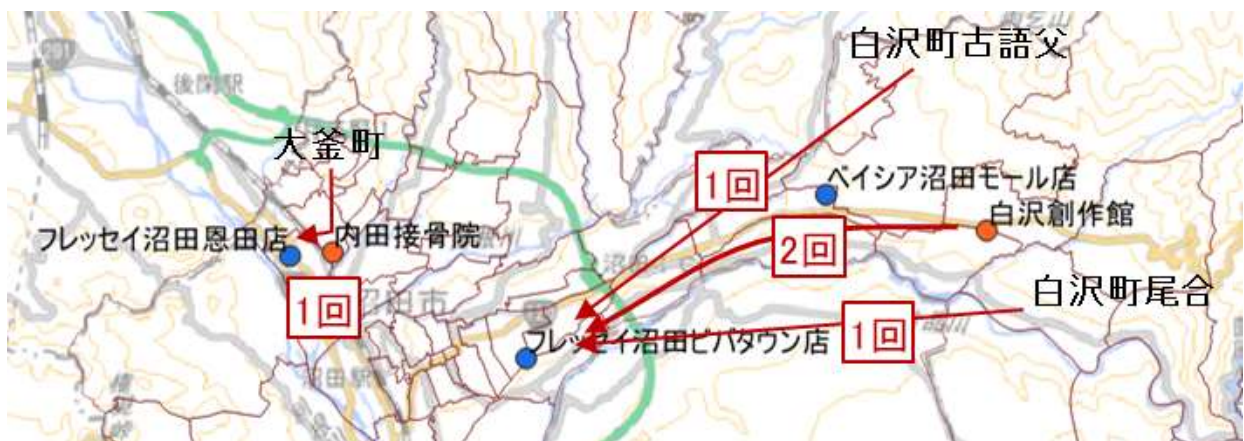 白沢町古語父
291
後閑駅
大釜町
1回
ベイシア沼田モール店
白沢創作館
フレッセイ沼田恩田店
内田接骨院
2回
白沢町尾合
1回
沼田市
1回
フレッセイ沼田ビバタウン店
沼田駅